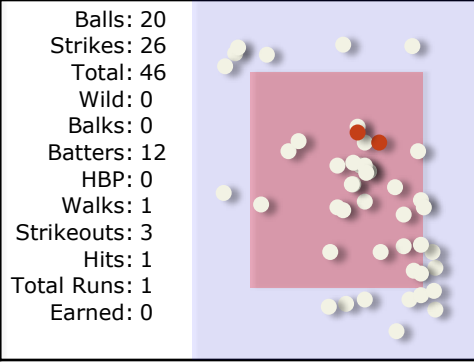 Balls: 20
Strikes: 26
Total: 46
Wild: 0
Balks: 0
Batters: 12
HBP: 0
Walks: 1
Strikeouts: 3
Hits: 1
Total Runs: 1
Earned: 0